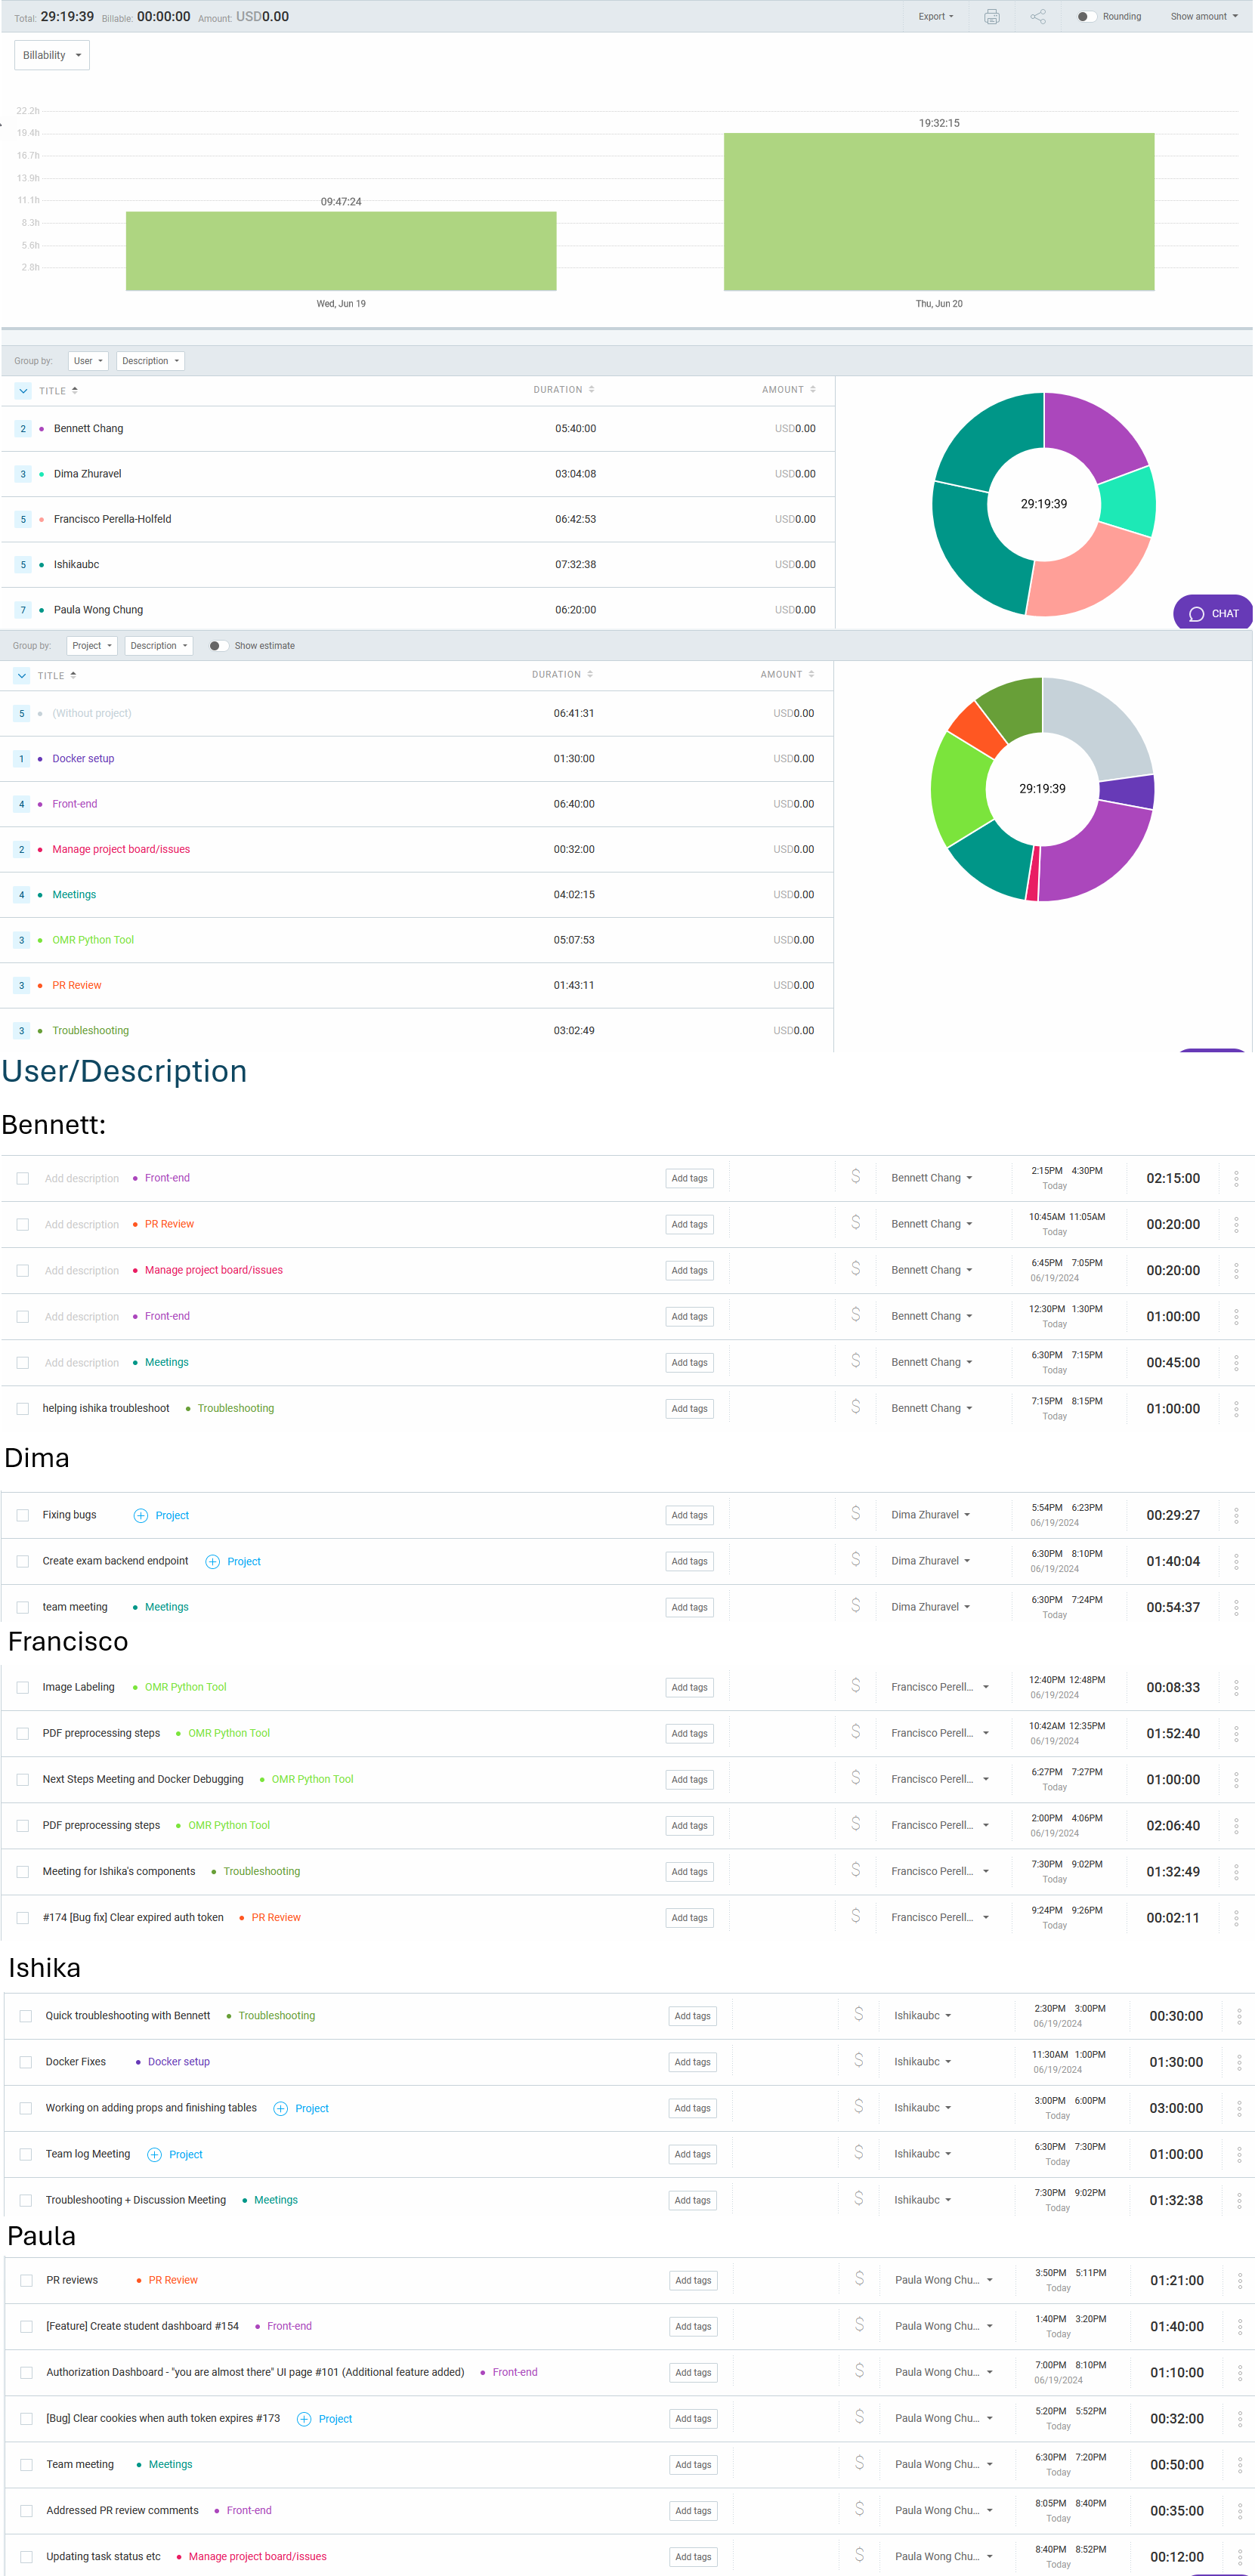 Total: 29:19:39 Billable: 00:00:00 Amount: USD0.00 Export Rounding Show amount
Billability
22.2h
19:32:15
19.4h
16.7h
13.9h
11.1h
09:47:24
8.3h
5.6h
2.8h
Wed, Jun 19 Thu, Jun 20
Group by: User Description
TITLE DURATION AMOUNT
2 Bennett Chang 05:40:00 USD0.00
3 Dima Zhuravel 03:04:08 USD0.00
29:19:39
5 Francisco Perella-Holfeld 06:42:53 USD0.00
5 Ishikaubc 07:32:38 USD0.00
7 Paula Wong Chung 06:20:00 USD0.00
CHAT
Group by: Project Description Show estimate
TITLE DURATION AMOUNT
5 (Without project) 06:41:31 USD0.00
1 Docker setup 01:30:00 USD0.00
29:19:39
4 Front-end 06:40:00 USD0.00
2 Manage project board/issues 00:32:00 USD0.00
4 Meetings 04:02:15 USD0.00
3 OMR Python Tool 05:07:53 USD0.00
3 PR Review 01:43:11 USD0.00
3 Troubleshooting 03:02:49 USD0.00
User/Description
Bennett:
Add description Front-end Add tags $ Bennett Chang 2:15PM 4:30PM Today 02:15:00
Add description PR Review Add tags $ Bennett Chang 10:45AM 11:05AM Today 00:20:00
Add description Manage project board/issues Add tags $ Bennett Chang 6:45PM 7:05PM 06/19/2024 00:20:00
Add description Front-end Add tags $ Bennett Chang 12:30PM 1:30PM Today 01:00:00
Add description Meetings Add tags $ Bennett Chang 6:30PM 7:15PM Today 00:45:00
helping ishika troubleshoot Troubleshooting Add tags $ Bennett Chang 7:15PM 8:15PM Today 01:00:00
Dima
Fixing bugs Project Add tags $ Dima Zhuravel 5:54PM 6:23PM 06/19/2024 00:29:27
Create exam backend endpoint Project Add tags $ Dima Zhuravel 6:30PM 8:10PM 06/19/2024 01:40:04
team meeting Meetings Add tags $ Dima Zhuravel 6:30PM 7:24PM Today 00:54:37
Francisco
Image Labeling OMR Python Tool Add tags $ Francisco Perell... 12:40PM 12:48PM 06/19/2024 00:08:33
PDF preprocessing steps OMR Python Tool Add tags $ Francisco Perell... 10:42AM 12:35PM 06/19/2024 01:52:40
Next Steps Meeting and Docker Debugging OMR Python Tool Add tags $ Francisco Perell... 6:27PM 7:27PM Today 01:00:00
PDF preprocessing steps OMR Python Tool Add tags $ Francisco Perell... 2:00PM 4:06PM 06/19/2024 02:06:40
Meeting for Ishika's components Troubleshooting Add tags $ Francisco Perell... 7:30PM 9:02PM Today 01:32:49
#174 [Bug fix] Clear expired auth token PR Review Add tags $ Francisco Perell... 9:24PM 9:26PM Today 00:02:11
Ishika
Quick troubleshooting with Bennett Troubleshooting Add tags $ Ishikaubc 2:30PM 3:00PM 06/19/2024 00:30:00
Docker Fixes Docker setup Add tags $ Ishikaubc 11:30AM 1:00PM 06/19/2024 01:30:00
Working on adding props and finishing tables Project Add tags $ Ishikaubc 3:00PM 6:00PM Today 03:00:00
Team log Meeting Project Add tags $ Ishikaubc 6:30PM 7:30PM Today 01:00:00
Troubleshooting + Discussion Meeting Meetings Add tags $ Ishikaubc 7:30PM 9:02PM Today 01:32:38
Paula
PR reviews PR Review Add tags $ Paula Wong Chu... 3:50PM 5:11PM Today 01:21:00
[Feature] Create student dashboard #154 Front-end Add tags $ Paula Wong Chu... 1:40PM 3:20PM Today 01:40:00
Authorization Dashboard - "you are almost there" UI page #101 (Additional feature added) Front-end Add tags $ Paula Wong Chu... 7:00PM 8:10PM 06/19/2024 01:10:00
[Bug] Clear cookies when auth token expires #173 Project Add tags $ Paula Wong Chu... 5:20PM 5:52PM Today 00:32:00
Team meeting Meetings Add tags $ Paula Wong Chu... 6:30PM 7:20PM Today 00:50:00
Addressed PR review comments Front-end Add tags $ Paula Wong Chu... 8:05PM 8:40PM Today 00:35:00
Updating task status etc Manage project board/issues Add tags $ Paula Wong Chu... 8:40PM 8:52PM Today 00:12:00